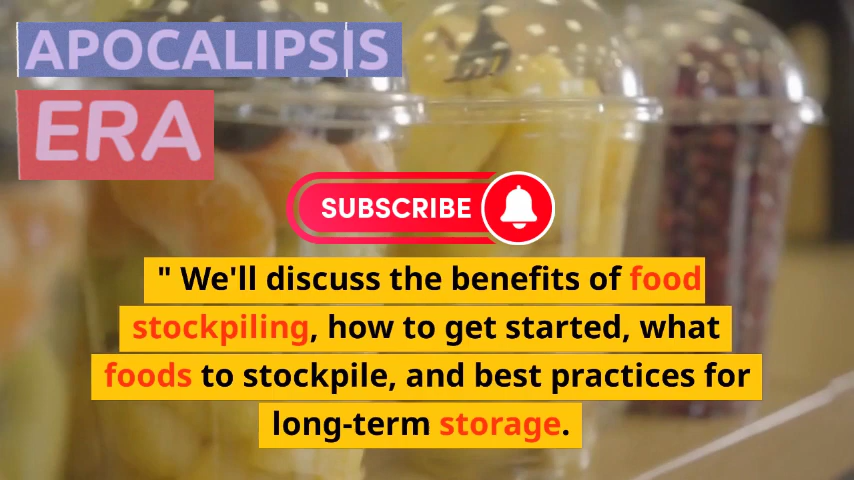 APOCALIPSIS
ERA
SUBSCRIBE
" We'll discuss the benefits of food
stockpiling, how to get started, what
foods to stockpile, and best practices for
long-term storage.